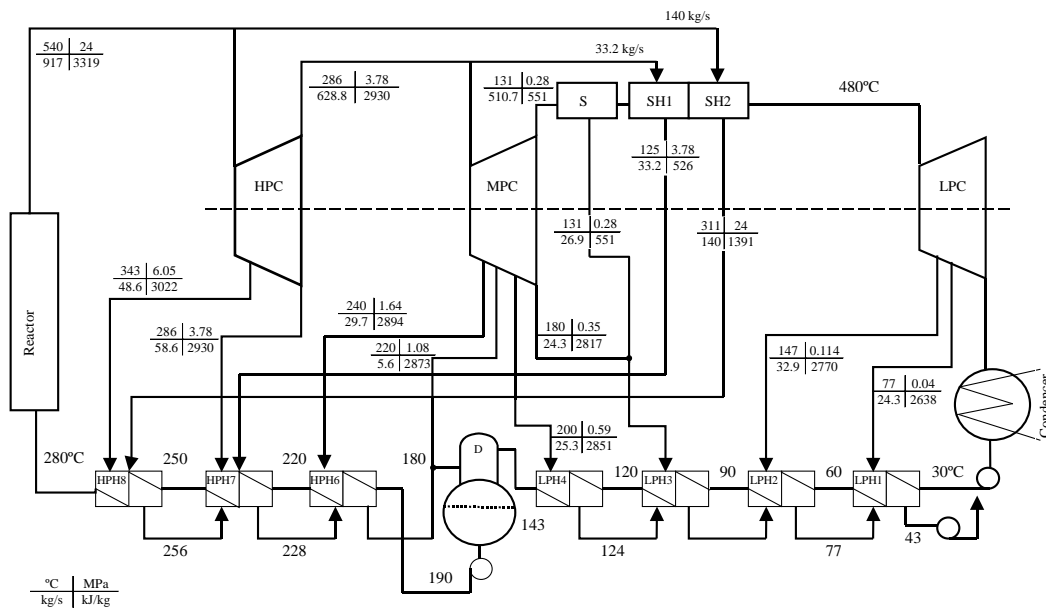 140 kg/s
540 24
917 3319
33.2 kg/s
286 3.78
628.8 2930
131 0.28
510.7 551
S
SH1
SH2
480ºC
125 3.78
33.2 526
HPC
MPC
LPC
131 0.28
26.9 551
311 24
140 1391
343 6.05
48.6 3022
240 1.64
29.7 2894
180 0.35
24.3 2817
Reactor
286 3.78
58.6 2930
220 1.08
5.6 2873
147 0.114
32.9 2770
77 0.04
24.3 2638
Condenser
200 0.59
25.3 2851
280ºC
250
220
180
D
120
90
60
30ºC
HPH8
HPH7
HPH6
LPH4
LPH3
LPH2
LPH1
143
256
228
190
124
77
43
ºC MPa
kg/s kJ/kg